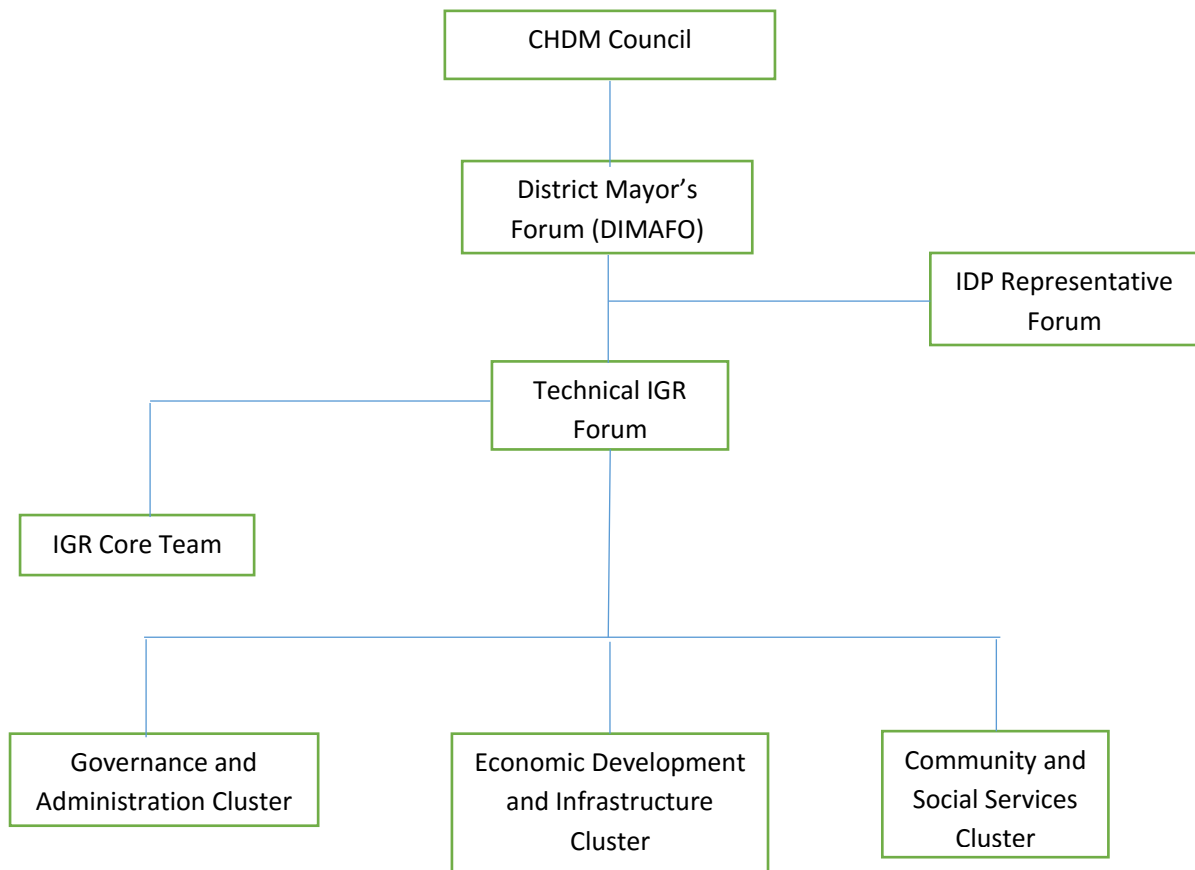 CHDM Council
District Mayor’s
Forum (DIMAFO)
IDP Representative
Forum
Technical IGR
Forum
IGR Core Team
Governance and
Administration Cluster
Economic Development
and Infrastructure
Cluster
Community and
Social Services
Cluster